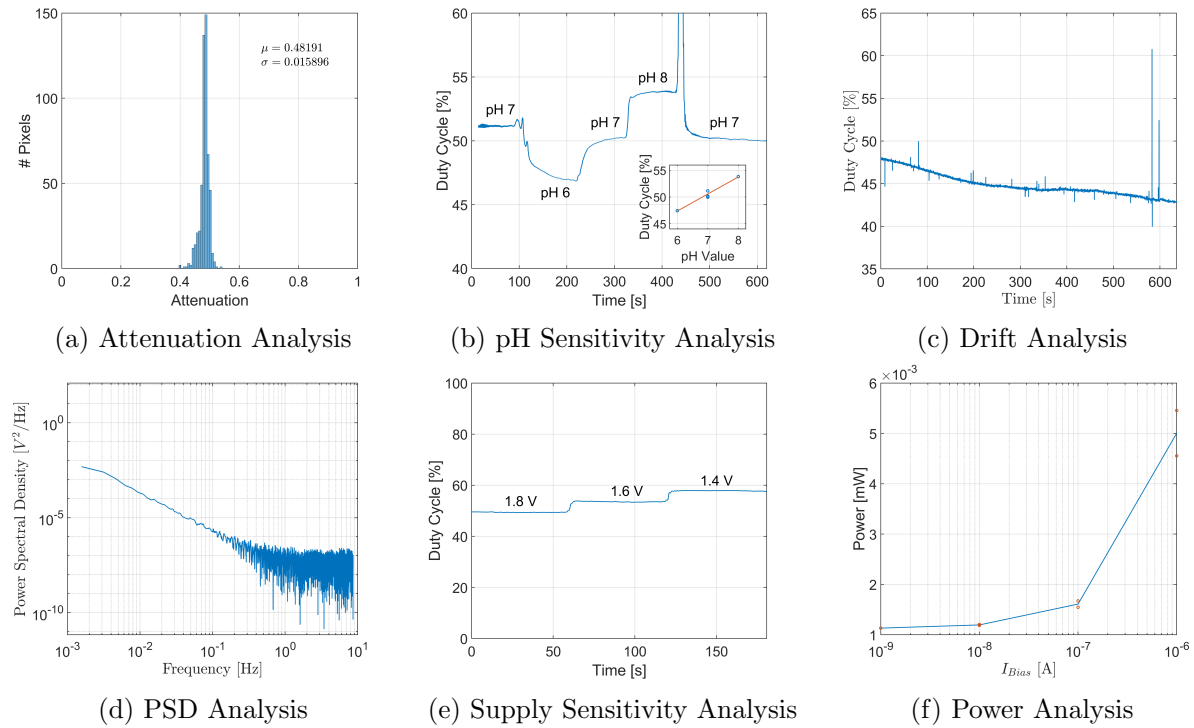 150
100
50
0
# Pixels
μ = 0.48191
σ = 0.015896
0 0.2 0.4 0.6 0.8 1
Attenuation
(a) Attenuation Analysis
60
55
50
45
40
Duty Cycle [%]
pH 7
pH 6
pH 7
pH 8
pH 7
55
50
45
Duty Cycle [%]
6 7 8
pH Value
0 100 200 300 400 500 600
Time [s]
(b) pH Sensitivity Analysis
65
60
55
50
45
40
35
Duty Cycle [%]
0 100 200 300 400 500 600
Time [s]
(c) Drift Analysis
10^0
10^-5
10^-10
Power Spectral Density [V^2/Hz]
10^-3 10^-2 10^-1 10^0 10^1
Frequency [Hz]
(d) PSD Analysis
100
80
60
40
20
0
Duty Cycle [%]
1.8 V
1.6 V
1.4 V
0 50 100 150
Time [s]
(e) Supply Sensitivity Analysis
×10^-3
6
5
4
3
2
1
Power [mW]
10^-9 10^-8 10^-7 10^-6
I_Bias [A]
(f) Power Analysis